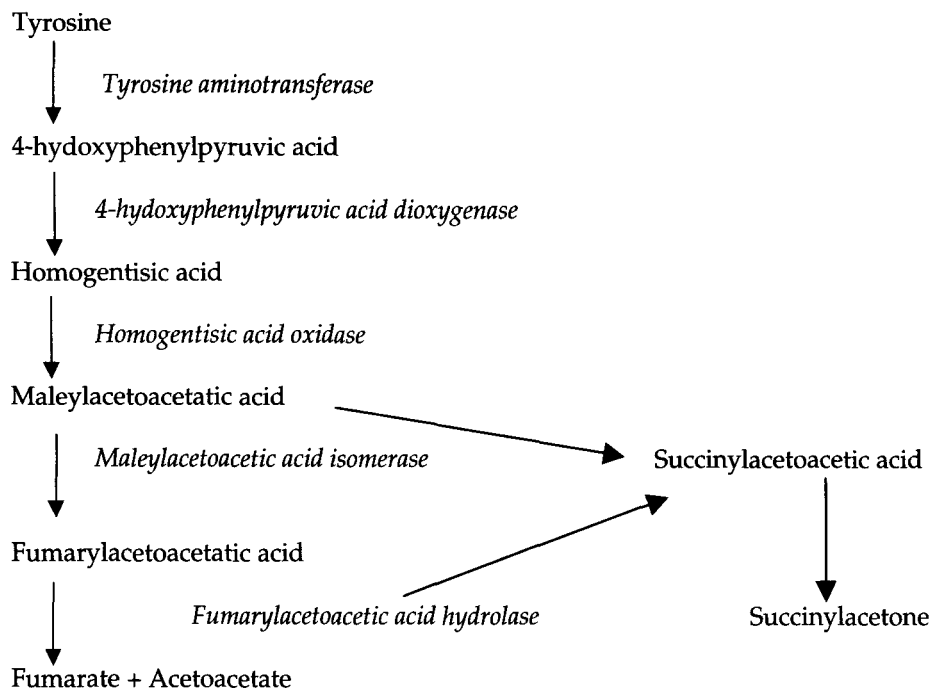 Tyrosine
Tyrosine aminotransferase
4-hydoxyphenylpyruvic acid
4-hydoxyphenylpyruvic acid dioxygenase
Homogentisic acid
Homogentisic acid oxidase
Maleylacetoacetatic acid
Maleylacetoacetic acid isomerase
Succinylacetoacetic acid
Fumarylacetoacetatic acid
Fumarylacetoacetic acid hydrolase
Succinylacetone
Fumarate + Acetoacetate